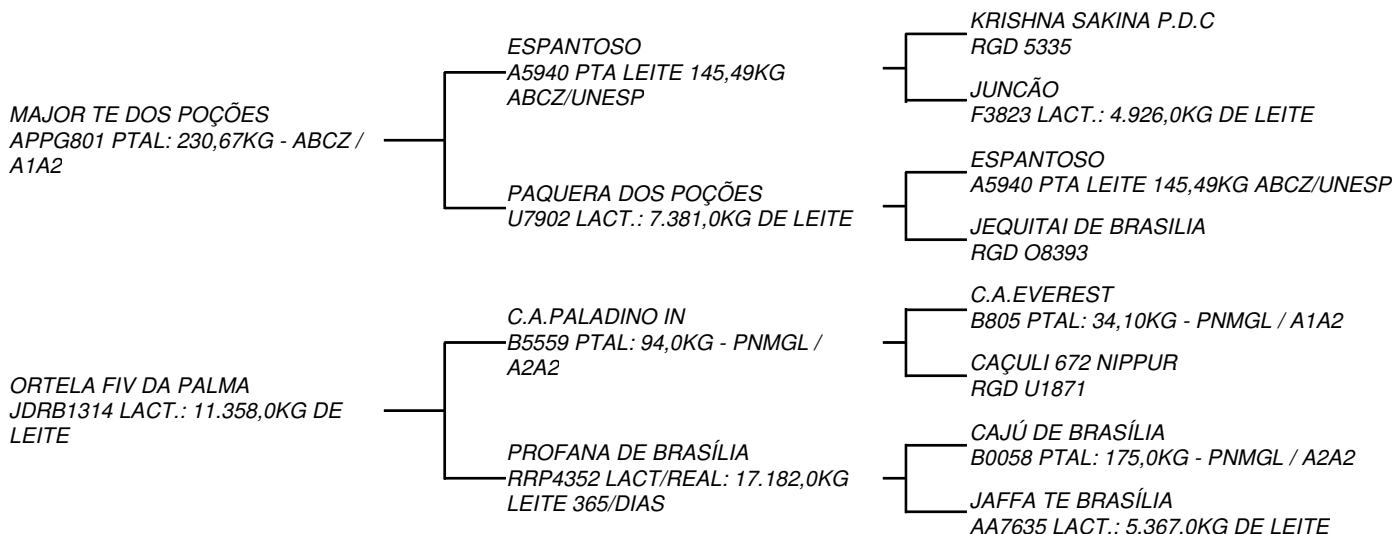 MAJOR TE DOS POÇÕES
APPG801 PTAL: 230,67KG - ABCZ /
A1A2
ESPANTOSO
A5940 PTA LEITE 145,49KG
ABCZ/UNESP
KRISHNA SAKINA P.D.C
RGD 5335
JUNCÃO
F3823 LACT.: 4.926,0KG DE LEITE
PAQUERA DOS POÇÕES
U7902 LACT.: 7.381,0KG DE LEITE
ESPANTOSO
A5940 PTA LEITE 145,49KG ABCZ/UNESP
JEQUITAI DE BRASILIA
RGD O8393
ORTELA FIV DA PALMA
JDRB1314 LACT.: 11.358,0KG DE
LEITE
C.A.PALADINO IN
B5559 PTAL: 94,0KG - PNMGL /
A2A2
C.A.EVEREST
B805 PTAL: 34,10KG - PNMGL / A1A2
CAÇULI 672 NIPPUR
RGD U1871
PROFANA DE BRASÍLIA
RRP4352 LACT/REAL: 17.182,0KG
LEITE 365/DIAS
CAJÚ DE BRASÍLIA
B0058 PTAL: 175,0KG - PNMGL / A2A2
JAFFA TE BRASÍLIA
AA7635 LACT.: 5.367,0KG DE LEITE